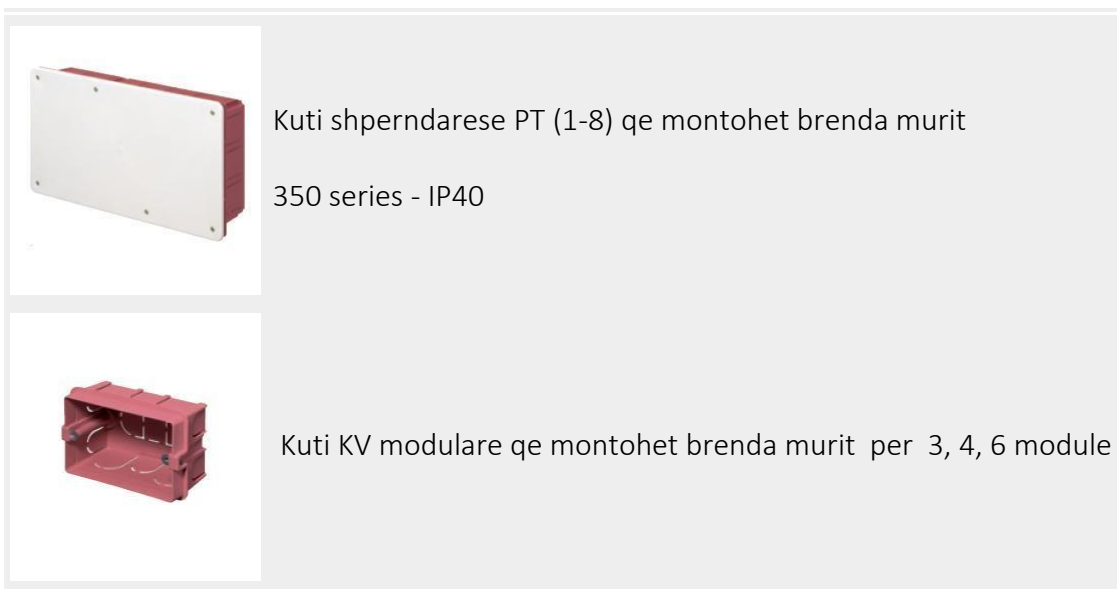 Kuti shperndarese PT (1-8) qe montohet brenda murit
350 series - IP40
Kuti KV modulare qe montohet brenda murit per 3, 4, 6 module